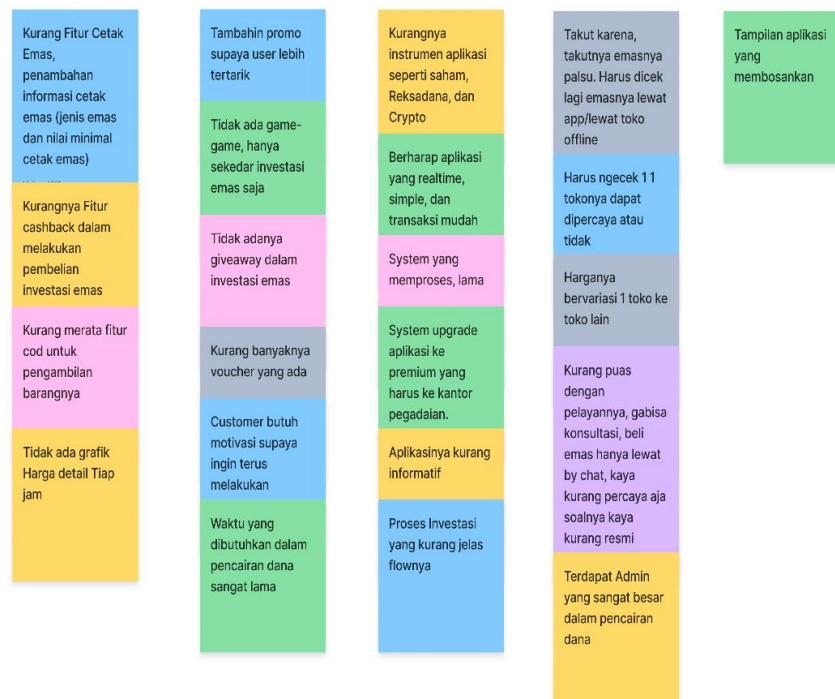 Kurang Fitur Cetak
Emas,
penambahan
informasi cetak
emas (jenis emas
dan nilai minimal
cetak emas)
Kurangnya Fitur
cashback dalam
melakukan
pembelian
investasi emas
Kurang merata fitur
cod untuk
pengambilan
barangnya
Tidak ada grafik
Harga detail Tiap
jam
Tambahin promo
supaya user lebih
tertarik
Tidak ada game-
game, hanya
sekedar investasi
emas saja
Tidak adanya
giveaway dalam
investasi emas
Kurang banyaknya
voucher yang ada
Customer butuh
motivasi supaya
ingin terus
melakukan
Waktu yang
dibutuhkan dalam
pencairan dana
sangat lama
Kurangnya
instrumen aplikasi
seperti saham,
Reksadana, dan
Crypto
Berharap aplikasi
yang realtime,
simple, dan
transaksi mudah
System yang
memproses, lama
System upgrade
aplikasi ke
premium yang
harus ke kantor
pegadaian.
Aplikasinya kurang
informatif
Proses Investasi
yang kurang jelas
flownya
Takut karena,
takutnya emasnya
palsu. Harus dicek
lagi emasnya lewat
app/lewat toko
offline
Harus ngecek 1 1
tokonya dapat
dipercaya atau
tidak
Harganya
bervariasi 1 toko ke
toko lain
Kurang puas
dengan
pelayannya, gabisa
konsultasi, beli
emas hanya lewat
by chat, kaya
kurang percaya aja
soalnya kaya
kurang resmi
Terdapat Admin
yang sangat besar
dalam pencairan
dana
Tampilan aplikasi
yang
membosankan